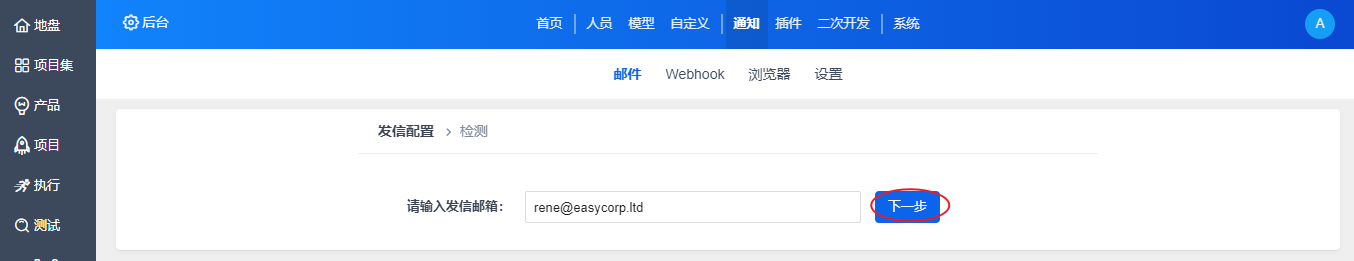 地盘
后台
首页 人员 模型 自定义 通知 插件 二次开发 系统
A
项目集
邮件 Webhook 浏览器 设置
产品
发信配置 > 检测
项目
执行
请输入发信邮箱: rene@easycorp.ltd 下一步
测试